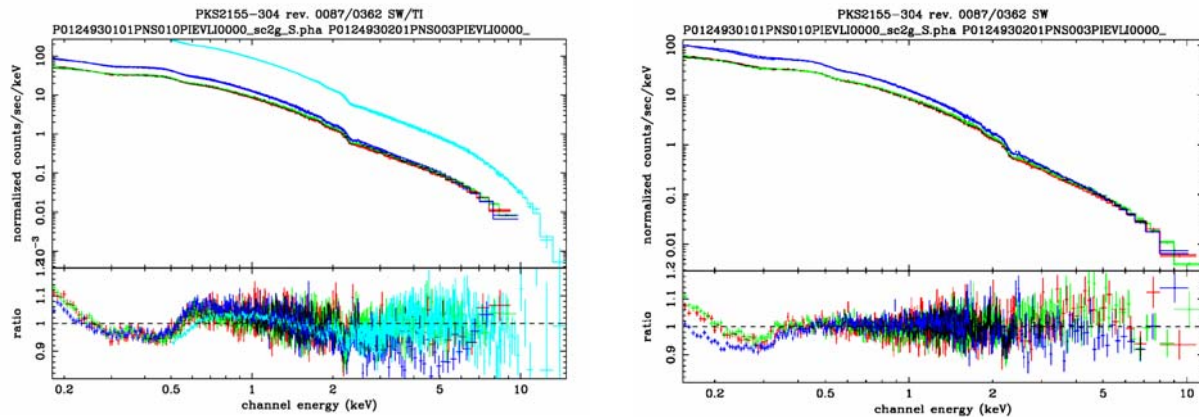 PKS2155-304 rev. 0087/0362 SW/TI
P0124930101PNS010PIEVLI0000_sc2g_S.pha P0124930201PNS003PIEVLI0000_
normalized counts/sec/keV
100
10
1
0.1
0.01
10⁻³
ratio
1.2
1.1
1
0.9
0.2 0.5 1 2 5 10
channel energy (keV)
PKS2155-304 rev. 0087/0362 SW
P0124930101PNS010PIEVLI0000_sc2g_S.pha P0124930201PNS003PIEVLI0000_
normalized counts/sec/keV
100
10
1
0.1
0.01
ratio
1.2
1.1
1
0.9
0.2 0.5 1 2 5 10
channel energy (keV)